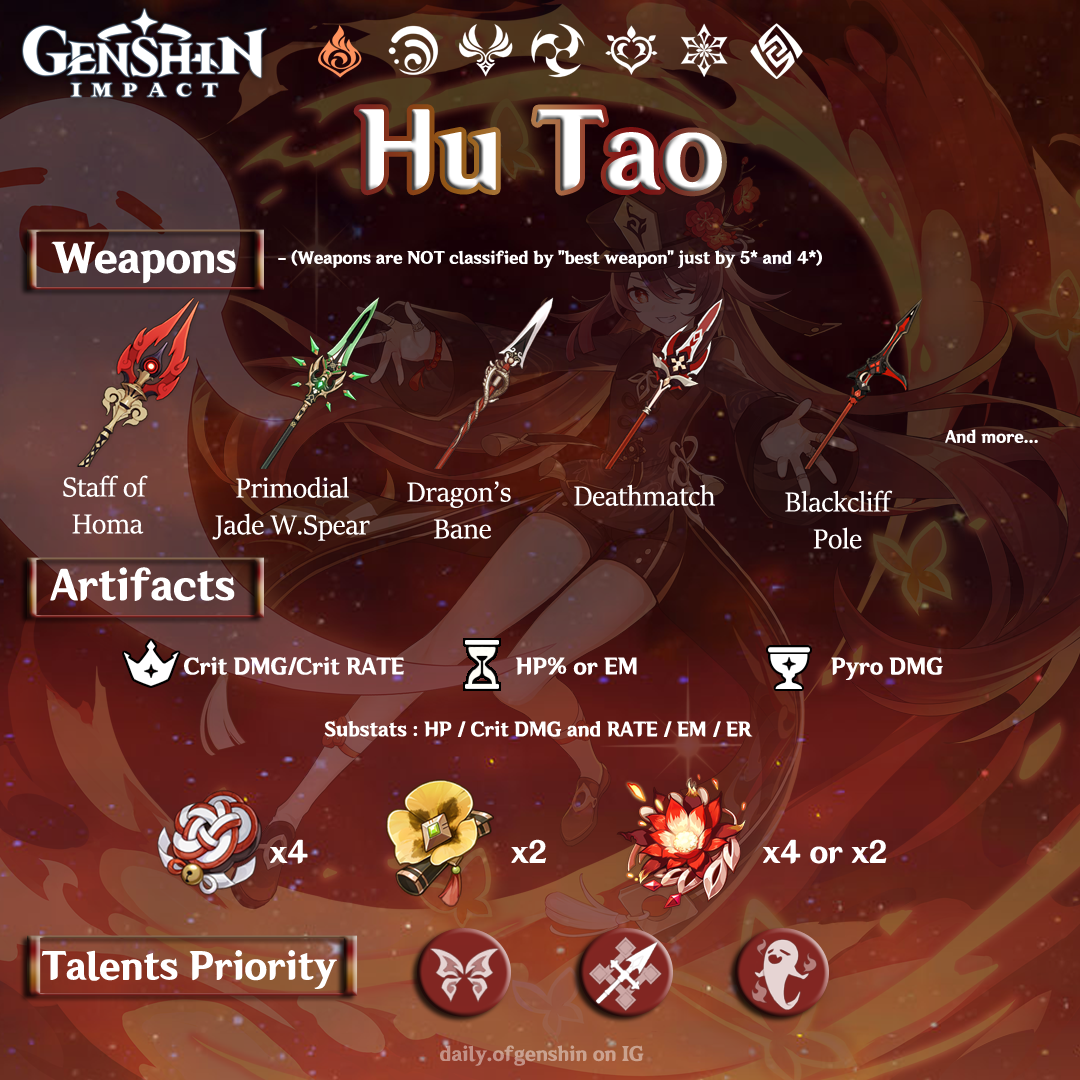 GENSHIN
IMPACT
Hu Tao
Weapons
- (Weapons are NOT classified by "best weapon" just by 5* and 4*)
Staff of
Homa
Primodial
Jade W.Spear
Dragon's
Bane
Deathmatch
Blackcliff
Pole
And more...
Artifacts
Crit DMG/Crit RATE
HP% or EM
Pyro DMG
Substats : HP / Crit DMG and RATE / EM / ER
x4
x2
x4 or x2
Talents Priority
daily.ofgenshin on IG